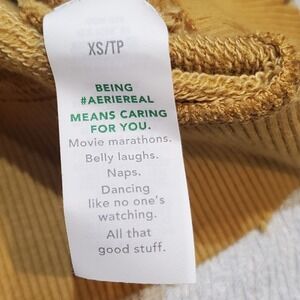 XS/TP
BEING
#AERIEREAL
MEANS CARING
FOR YOU.
Movie marathons.
Belly laughs.
Naps.
Dancing
like no one's
watching.
All that
good stuff.